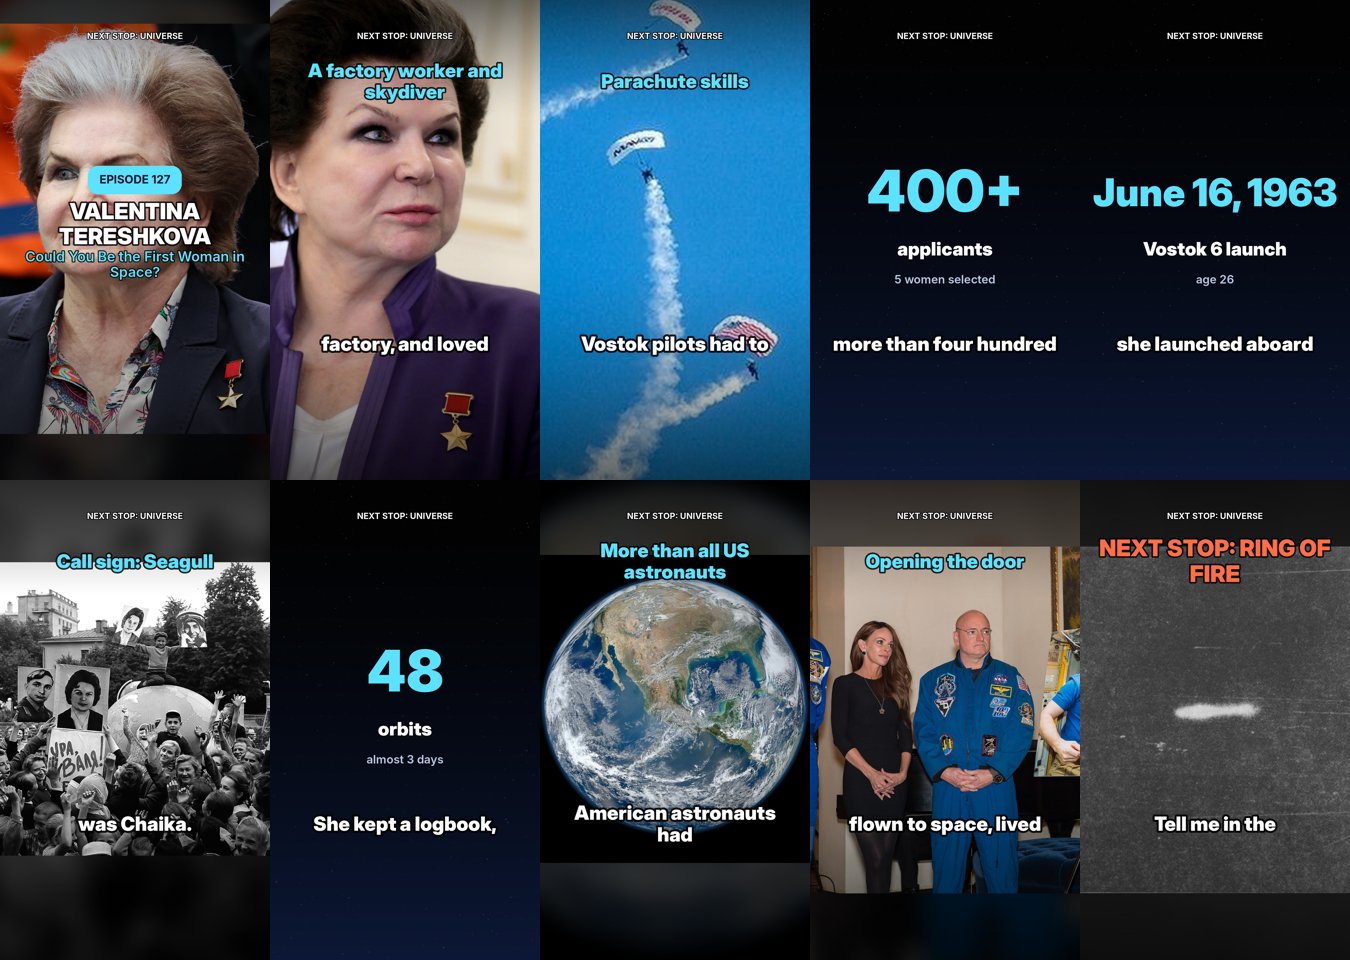 NEXT STOP: UNIVERSE
EPISODE 127
VALENTINA
TERESHKOVA
Could You Be the First Woman in
Space?
NEXT STOP: UNIVERSE
A factory worker and
skydiver
factory, and loved
NEXT STOP: UNIVERSE
Parachute skills
Vostok pilots had to
NEXT STOP: UNIVERSE
400+
applicants
5 women selected
more than four hundred
NEXT STOP: UNIVERSE
June 16, 1963
Vostok 6 launch
age 26
she launched aboard
NEXT STOP: UNIVERSE
Call sign: Seagull
УРА,
ВАЛЯ!
was Chaika.
NEXT STOP: UNIVERSE
48
orbits
almost 3 days
She kept a logbook,
NEXT STOP: UNIVERSE
More than all US
astronauts
American astronauts
had
NEXT STOP: UNIVERSE
Opening the door
flown to space, lived
NEXT STOP: UNIVERSE
NEXT STOP: RING OF
FIRE
Tell me in the